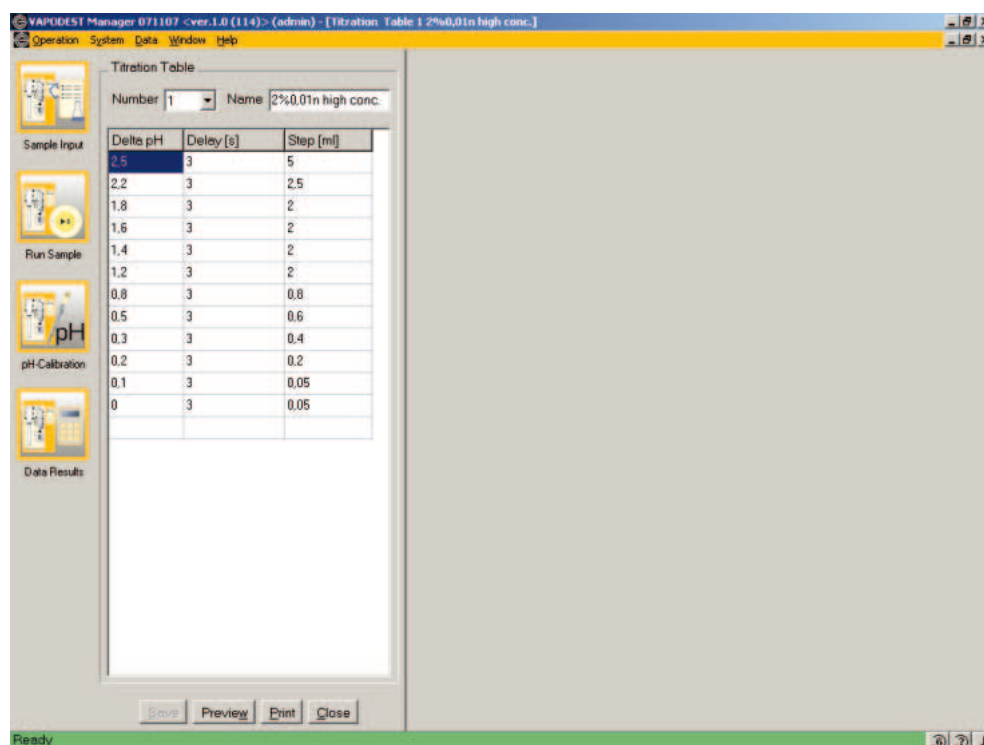 VAPODEST Manager 071107 <ver.1.0 (114)> (admin) - [Titration Table 1 2%0,01n high conc.]
Operation System Data Window Help
Titration Table
Number 1 Name 2%0,01n high conc.
Sample Input
Run Sample
pH
pH-Calibration
Data Results
Delta pH Delay [s] Step [ml]
2,5 3 5
2,2 3 2,5
1,8 3 2
1,6 3 2
1,4 3 2
1,2 3 2
0,8 3 0,8
0,5 3 0,6
0,3 3 0,4
0,2 3 0,2
0,1 3 0,05
0 3 0,05
Save Preview Print Close
Ready